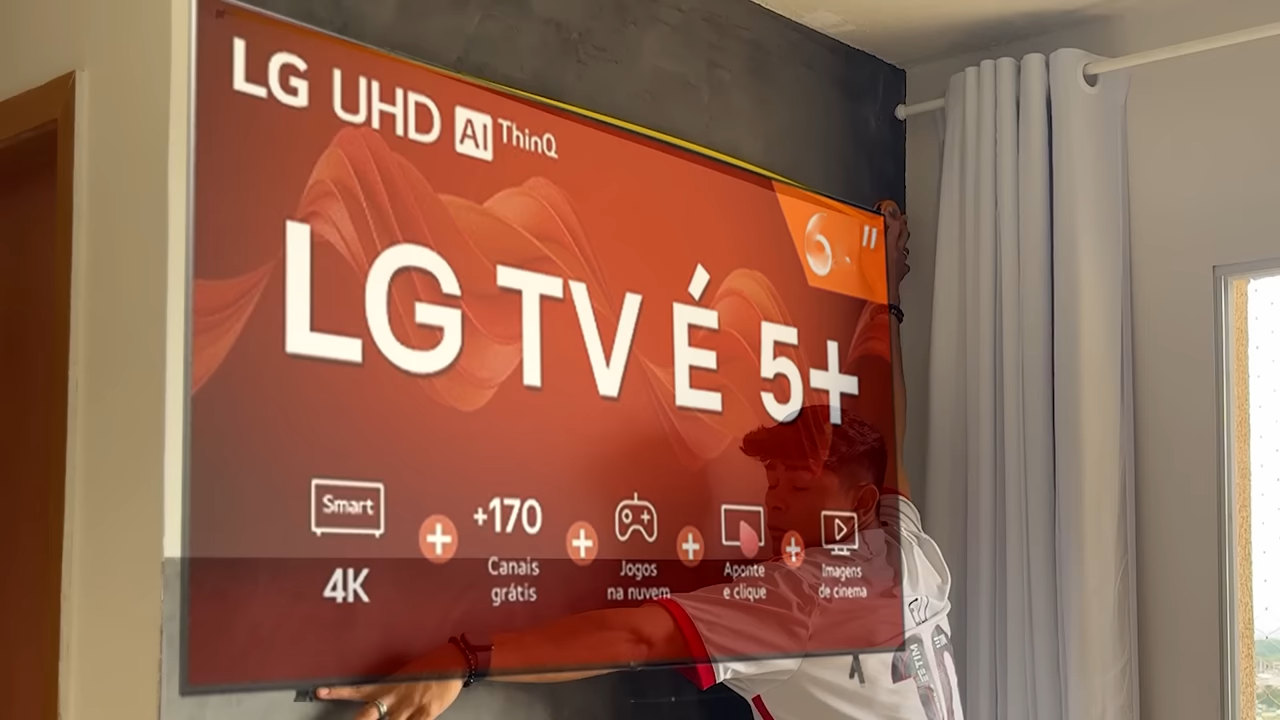 LG UHD AI ThinQ
6 "
LG TV É 5+
Smart
4K
+
+170
Canais
grátis
+
Jogos
na nuvem
+
Aponte
e clique
+
Imagens
de cinema